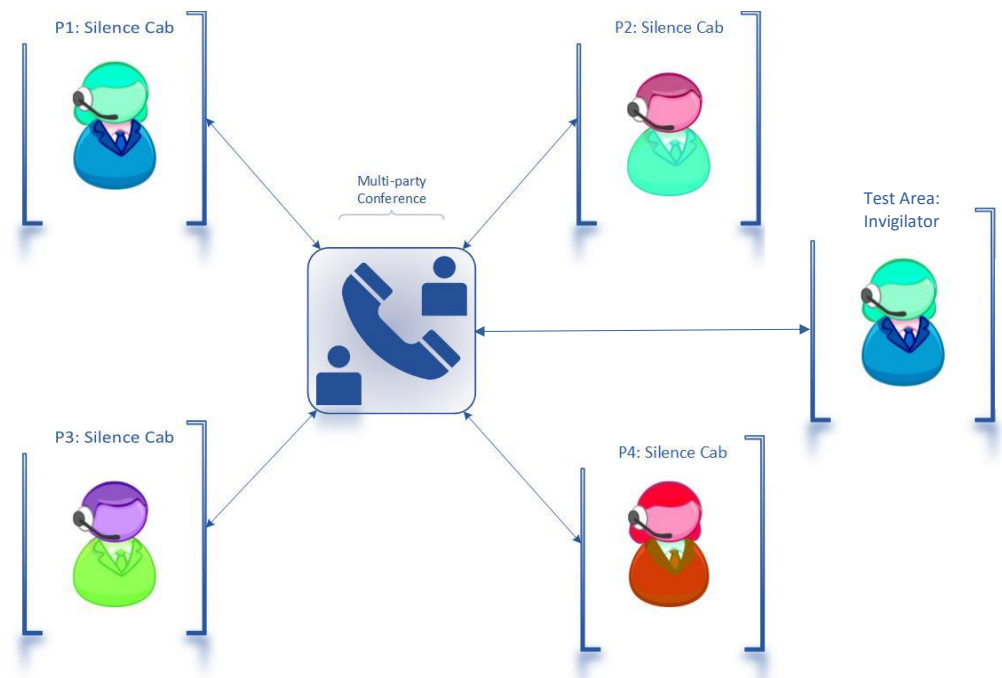 P1: Silence Cab
P2: Silence Cab
Multi-party
Conference
Test Area:
Invigilator
P3: Silence Cab
P4: Silence Cab